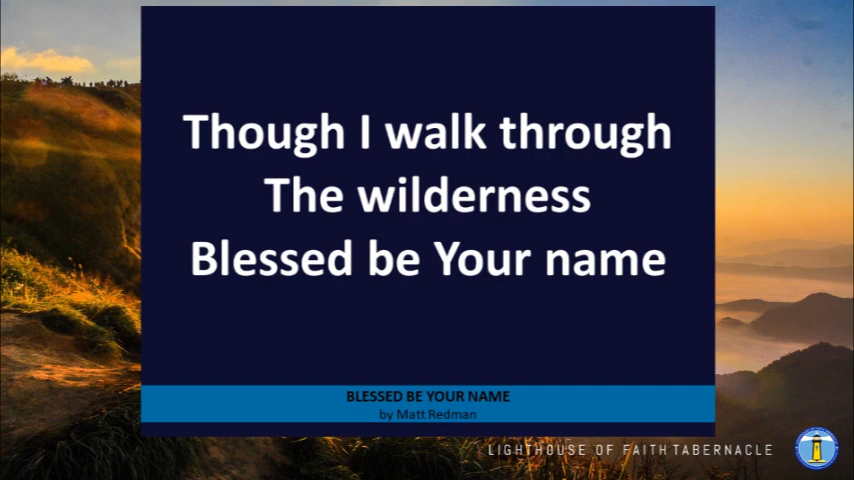 Though I walk through
The wilderness
Blessed be Your name
BLESSED BE YOUR NAME
by Matt Redman
LIGHTHOUSE OF FAITH TABERNACLE